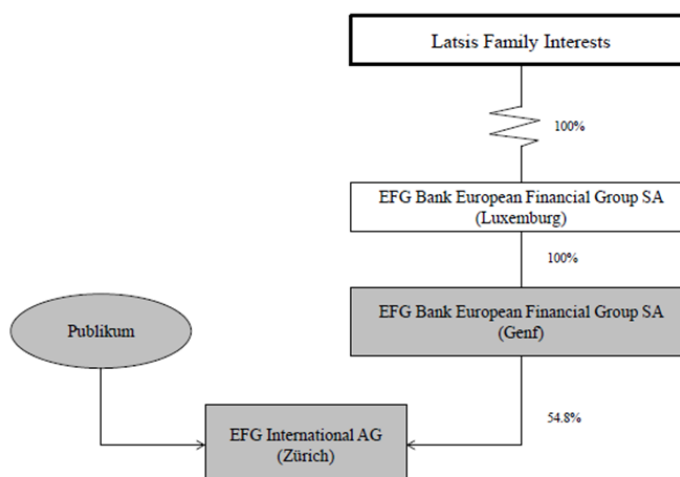 Latsis Family Interests
100%
EFG Bank European Financial Group SA
(Luxemburg)
100%
EFG Bank European Financial Group SA
(Genf)
Publikum
54.8%
EFG International AG
(Zürich)